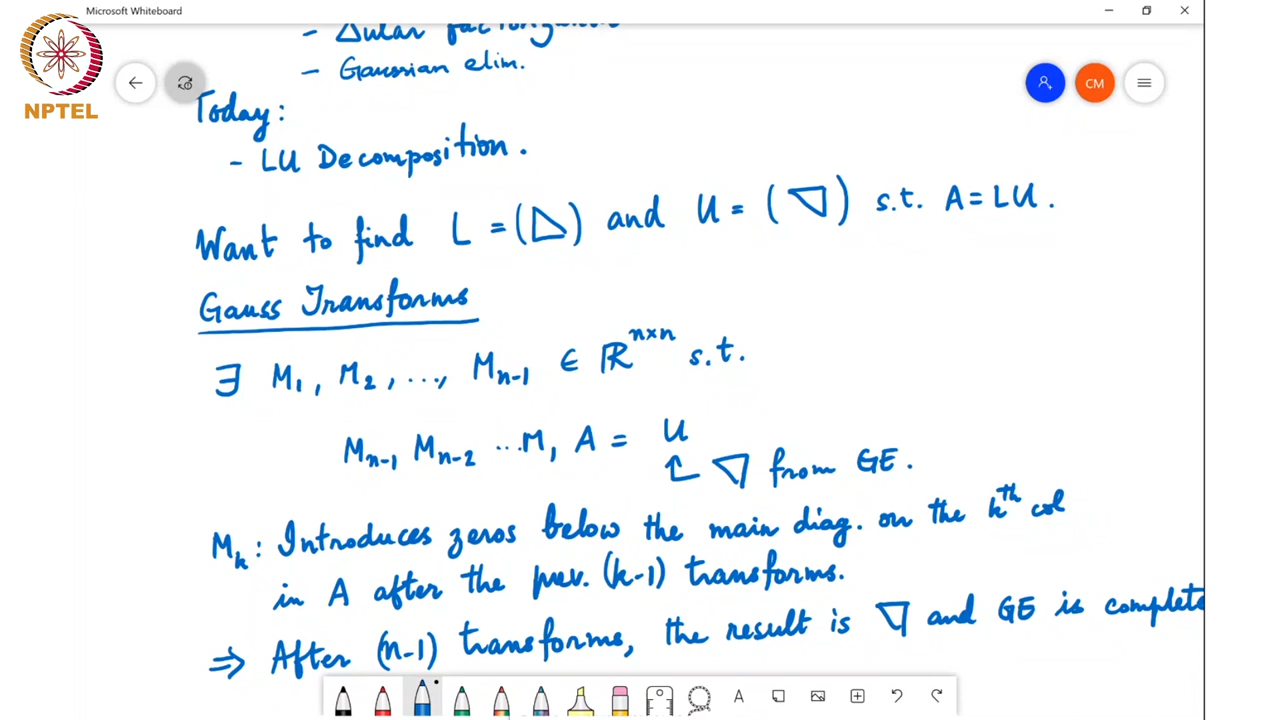 Microsoft Whiteboard
- Δular factoriz
- Gaussian elim.
NPTEL
CM
Today:
- LU Decomposition.
Want to find L = (◺) and U = (▽) s.t. A = LU.
Gauss Transforms
∃ M₁, M₂, ..., Mₙ₋₁ ∈ ℝⁿˣⁿ s.t.
Mₙ₋₁ Mₙ₋₂ ... M₁ A = U
▽ from GE.
Mₖ: Introduces zeros below the main diag. on the kᵗʰ col
in A after the prev. (k-1) transforms.
⇒ After (n-1) transforms, the result is ▽ and GE is complete
A